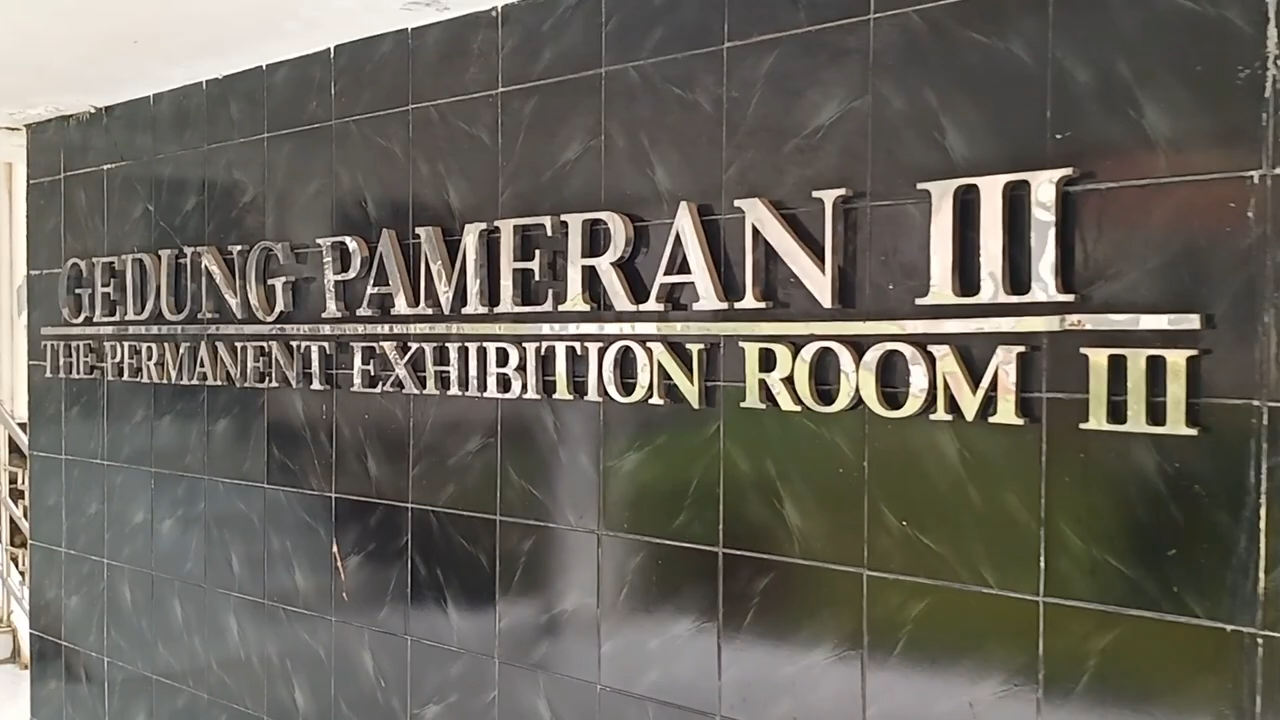 GEDUNG PAMERAN III
THE PERMANENT EXHIBITION ROOM III